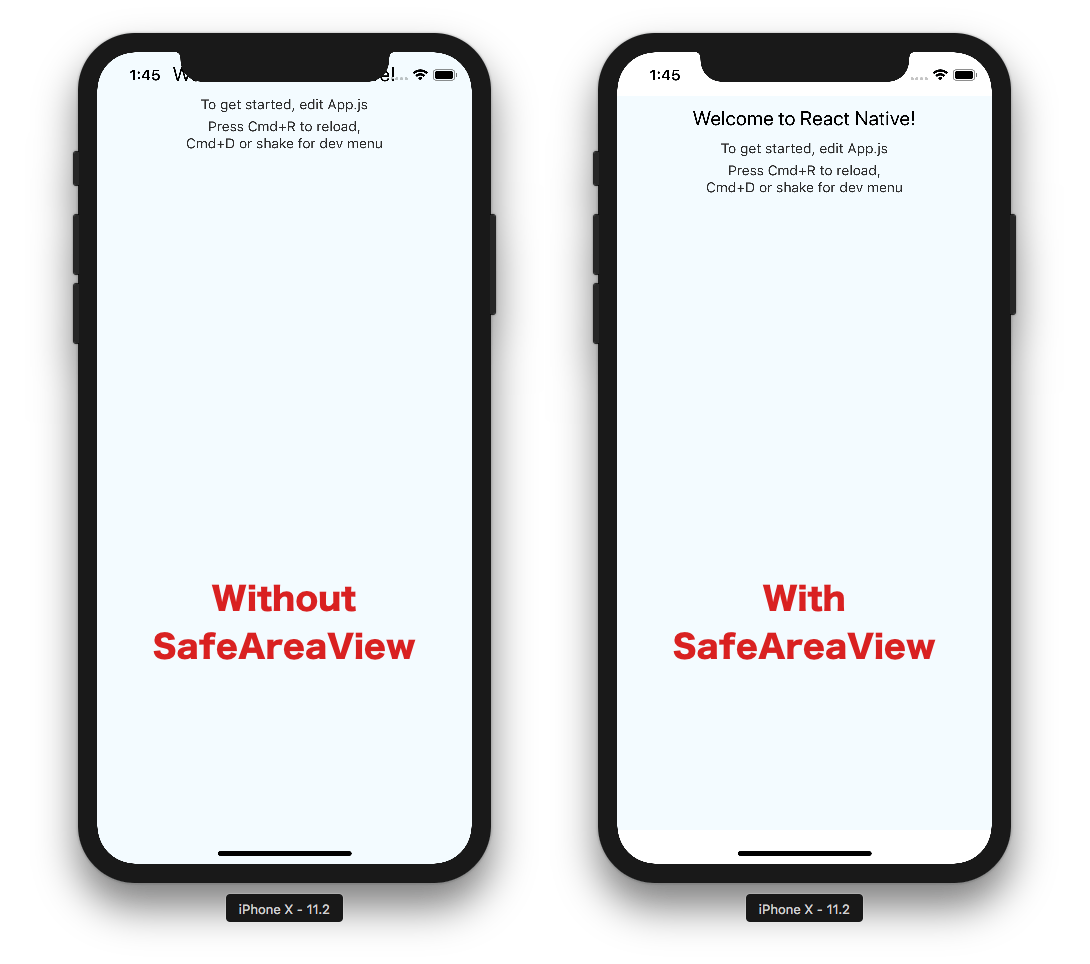 1:45
To get started, edit App.js
Press Cmd+R to reload,
Cmd+D or shake for dev menu
Without
SafeAreaView
iPhone X - 11.2
1:45
Welcome to React Native!
To get started, edit App.js
Press Cmd+R to reload,
Cmd+D or shake for dev menu
With
SafeAreaView
iPhone X - 11.2